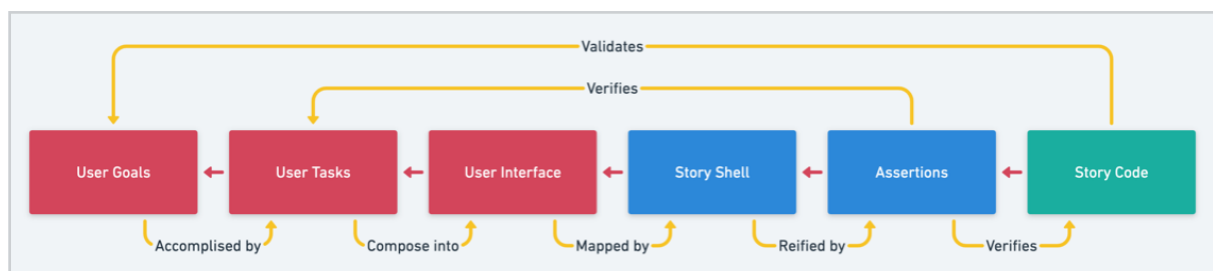 Validates
Verifies
User Goals
User Tasks
User Interface
Story Shell
Assertions
Story Code
Accomplised by
Compose into
Mapped by
Reified by
Verifies